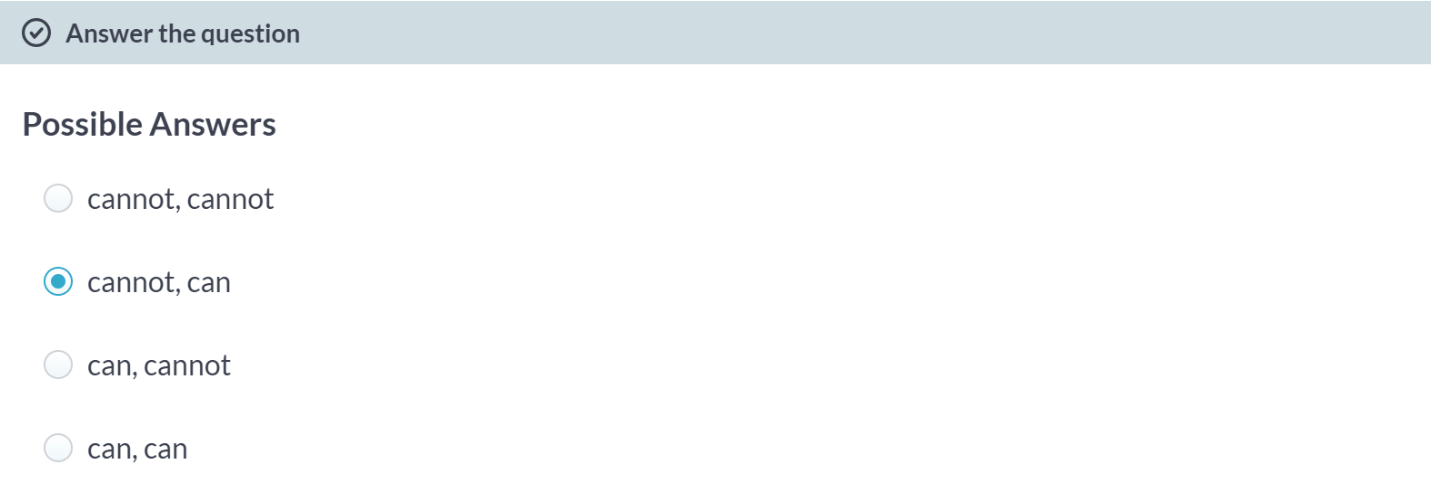 Answer the question
Possible Answers
cannot, cannot
cannot, can
can, cannot
can, can